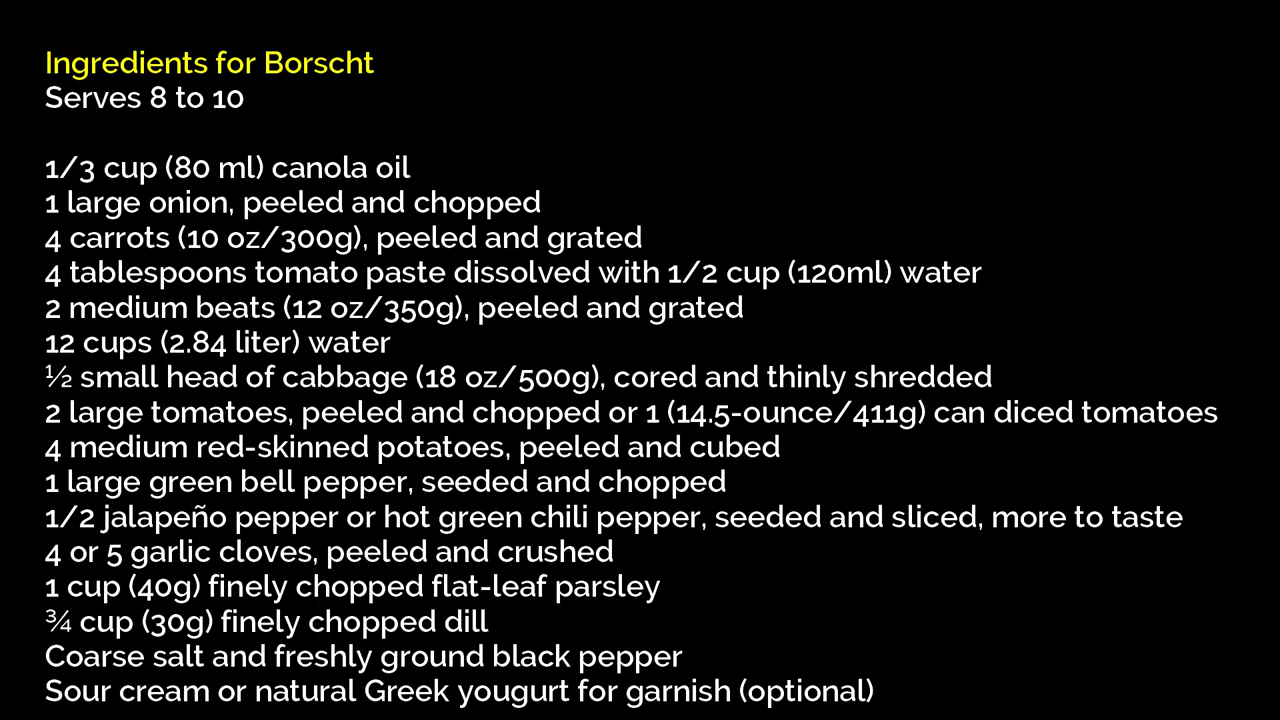 Ingredients for Borscht
Serves 8 to 10
1/3 cup (80 ml) canola oil
1 large onion, peeled and chopped
4 carrots (10 oz/300g), peeled and grated
4 tablespoons tomato paste dissolved with 1/2 cup (120ml) water
2 medium beats (12 oz/350g), peeled and grated
12 cups (2.84 liter) water
½ small head of cabbage (18 oz/500g), cored and thinly shredded
2 large tomatoes, peeled and chopped or 1 (14.5-ounce/411g) can diced tomatoes
4 medium red-skinned potatoes, peeled and cubed
1 large green bell pepper, seeded and chopped
1/2 jalapeño pepper or hot green chili pepper, seeded and sliced, more to taste
4 or 5 garlic cloves, peeled and crushed
1 cup (40g) finely chopped flat-leaf parsley
¾ cup (30g) finely chopped dill
Coarse salt and freshly ground black pepper
Sour cream or natural Greek yougurt for garnish (optional)